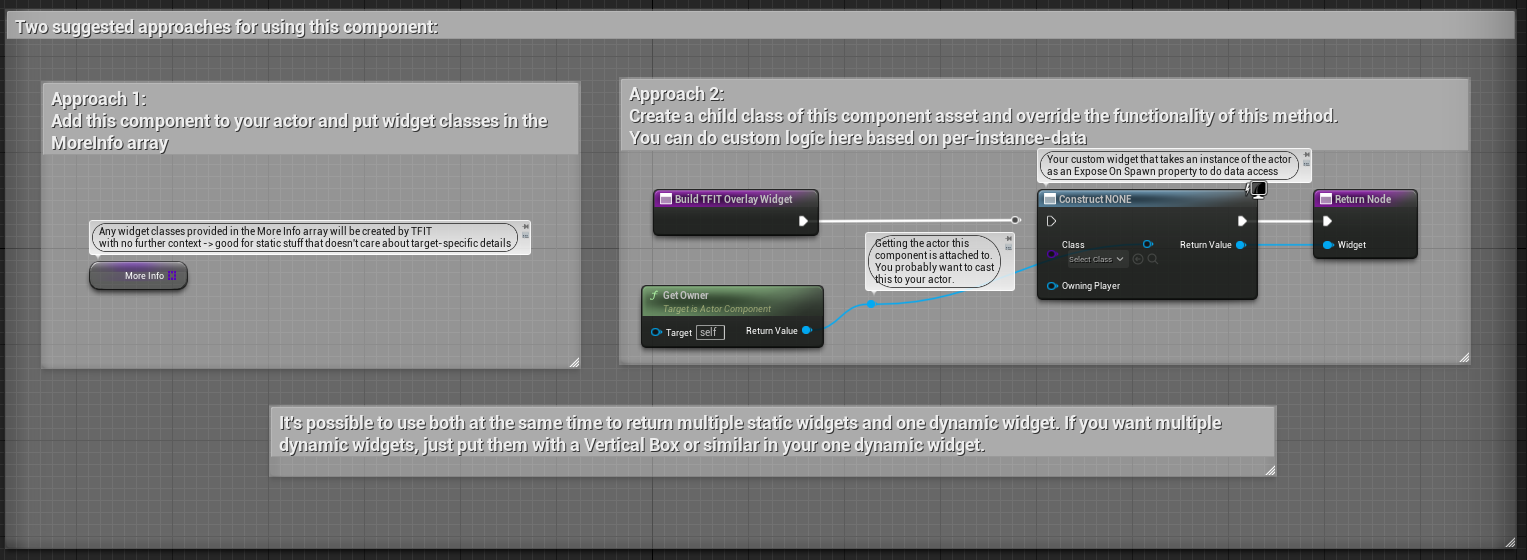 Two suggested approaches for using this component:
Approach 1:
Add this component to your actor and put widget classes in the
MoreInfo array
Any widget classes provided in the More Info array will be created by TFIT
with no further context -> good for static stuff that doesn't care about target-specific details
More Info
Approach 2:
Create a child class of this component asset and override the functionality of this method.
You can do custom logic here based on per-instance-data
Your custom widget that takes an instance of the actor
as an Expose On Spawn property to do data access
Build TFIT Overlay Widget
Construct NONE
Return Node
Class
Select Class
Return Value
Widget
Owning Player
Getting the actor this
component is attached to.
You probably want to cast
this to your actor.
Get Owner
Target is Actor Component
Target
self
Return Value
It's possible to use both at the same time to return multiple static widgets and one dynamic widget. If you want multiple
dynamic widgets, just put them with a Vertical Box or similar in your one dynamic widget.